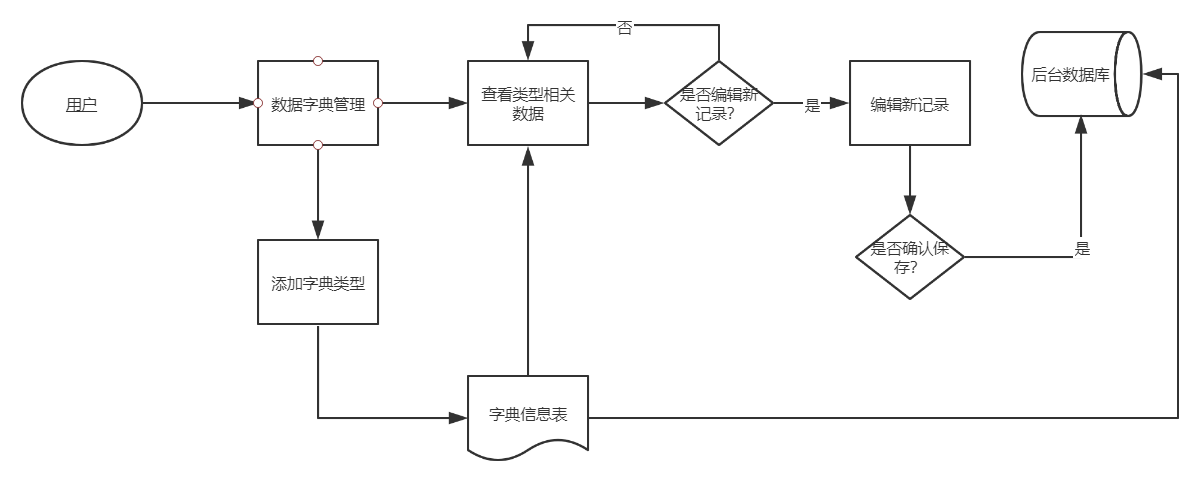 否
用户
数据字典管理
查看类型相关
数据
是否编辑新
记录?
是
编辑新记录
后台数据库
是否确认保
存?
是
添加字典类型
字典信息表